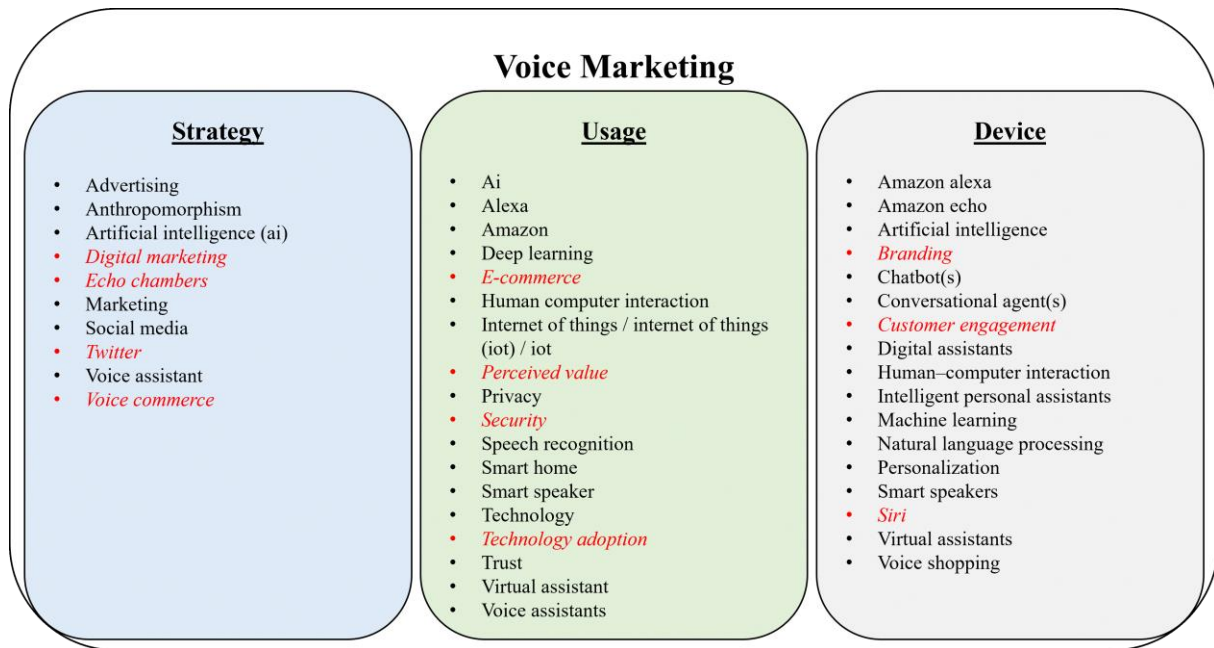 Voice Marketing
Strategy
• Advertising
• Anthropomorphism
• Artificial intelligence (ai)
• Digital marketing
• Echo chambers
• Marketing
• Social media
• Twitter
• Voice assistant
• Voice commerce
Usage
• Ai
• Alexa
• Amazon
• Deep learning
• E-commerce
• Human computer interaction
• Internet of things / internet of things
(iot) / iot
• Perceived value
• Privacy
• Security
• Speech recognition
• Smart home
• Smart speaker
• Technology
• Technology adoption
• Trust
• Virtual assistant
• Voice assistants
Device
• Amazon alexa
• Amazon echo
• Artificial intelligence
• Branding
• Chatbot(s)
• Conversational agent(s)
• Customer engagement
• Digital assistants
• Human–computer interaction
• Intelligent personal assistants
• Machine learning
• Natural language processing
• Personalization
• Smart speakers
• Siri
• Virtual assistants
• Voice shopping